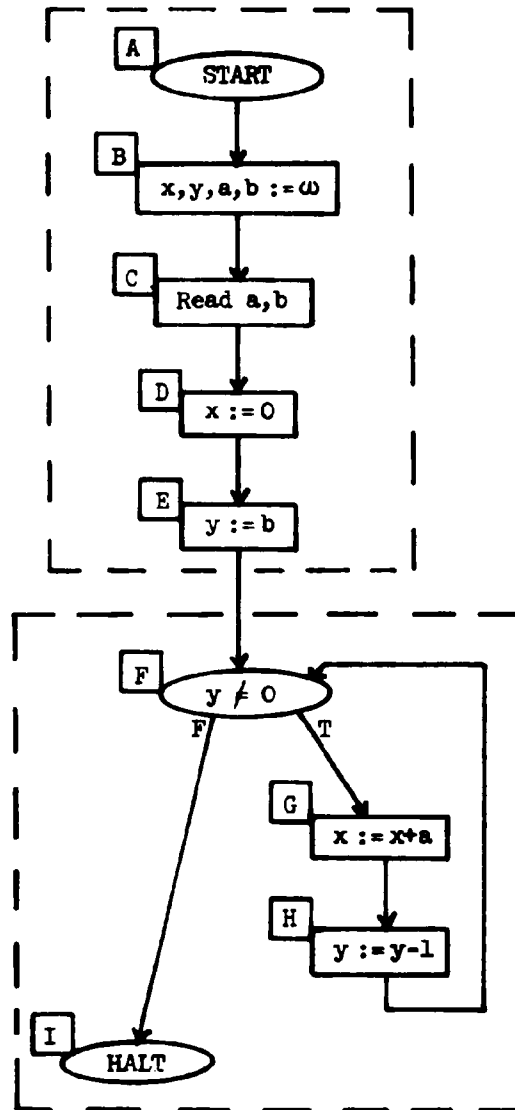 A
START
B
x,y,a,b := ω
C
Read a,b
D
x := 0
E
y := b
F
y ≠ 0
F T
G
x := x+a
H
y := y-1
I
HALT